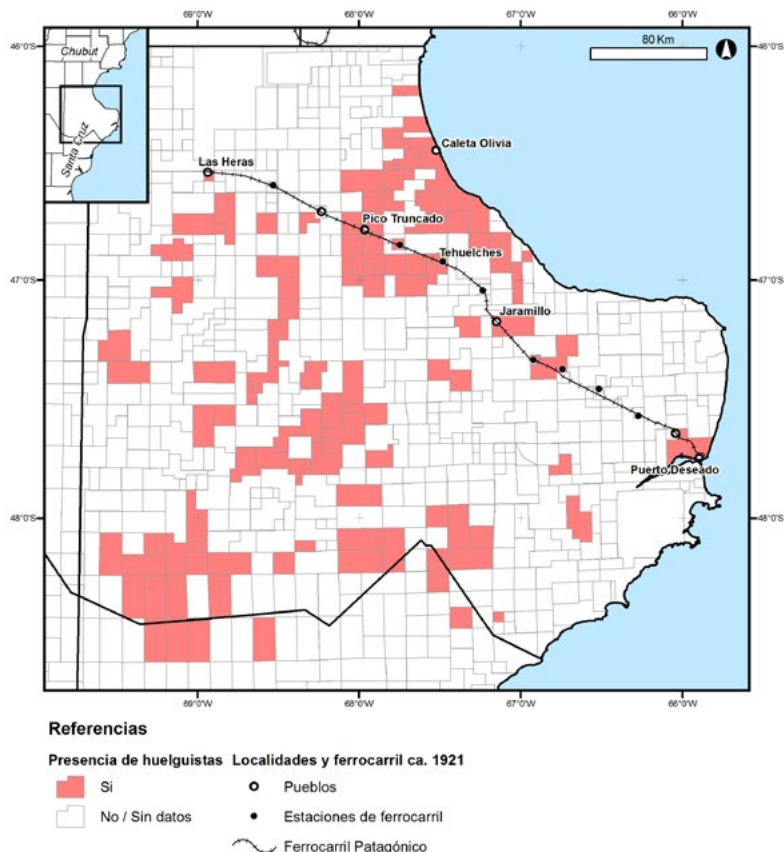 69°0'W
68°0'W
67°0'W
66°0'W
46°0'S
46°0'S
Chubut
Santa Cruz
80 Km
Caleta Olivia
Las Heras
Pico Truncado
Tehuelches
47°0'S
47°0'S
Jaramillo
Puerto Deseado
48°0'S
48°0'S
69°0'W
68°0'W
67°0'W
66°0'W
Referencias
Presencia de huelguistas
Localidades y ferrocarril ca. 1921
Si
Pueblos
No / Sin datos
Estaciones de ferrocarril
Ferrocarril Patagónico